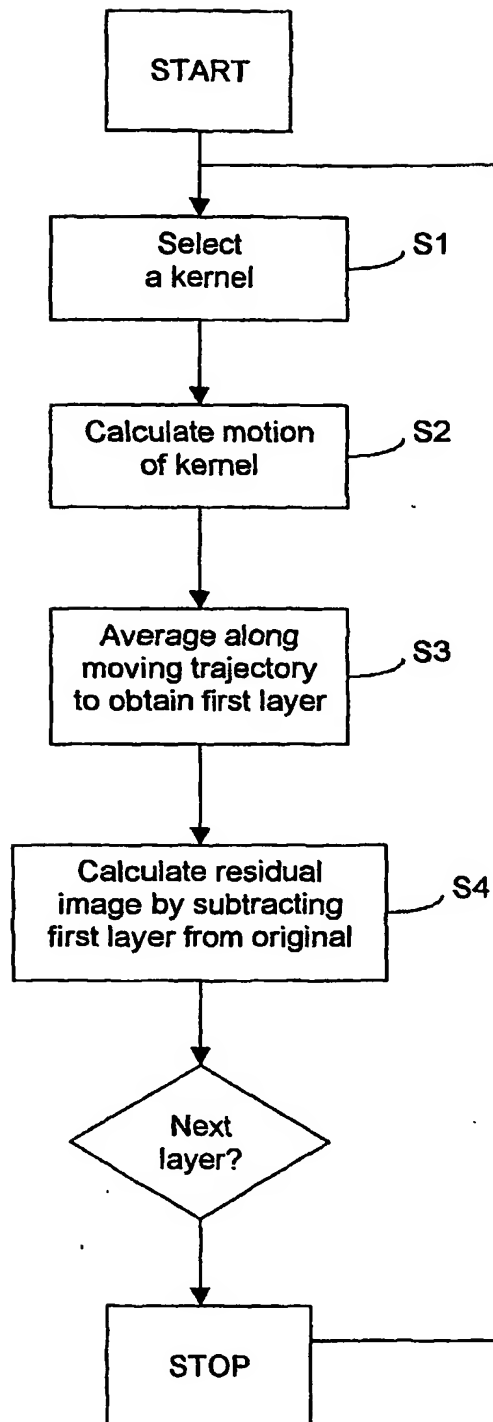 START
Select
a kernel
S1
Calculate motion
of kernel
S2
Average along
moving trajectory
to obtain first layer
S3
Calculate residual
image by subtracting
first layer from original
S4
Next
layer?
STOP